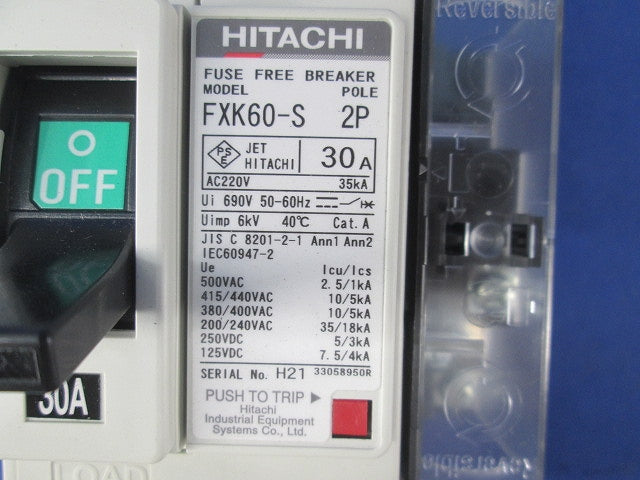 Reversible
HITACHI
FUSE FREE BREAKER
MODEL POLE
FXK60-S 2P
PSE JET HITACHI 30A
AC220V 35kA
Ui 690V 50-60Hz
Uimp 6kV 40℃ Cat. A
JIS C 8201-2-1 Ann1 Ann2
IEC60947-2
Ue Icu/Ics
500VAC 2.5/1kA
415/440VAC 10/5kA
380/400VAC 10/5kA
200/240VAC 35/18kA
250VDC 5/3kA
125VDC 7.5/4kA
SERIAL No. H21 33058950R
PUSH TO TRIP ▶
Hitachi
Industrial Equipment
Systems Co., Ltd.
OFF
30A
LOAD
Reversible